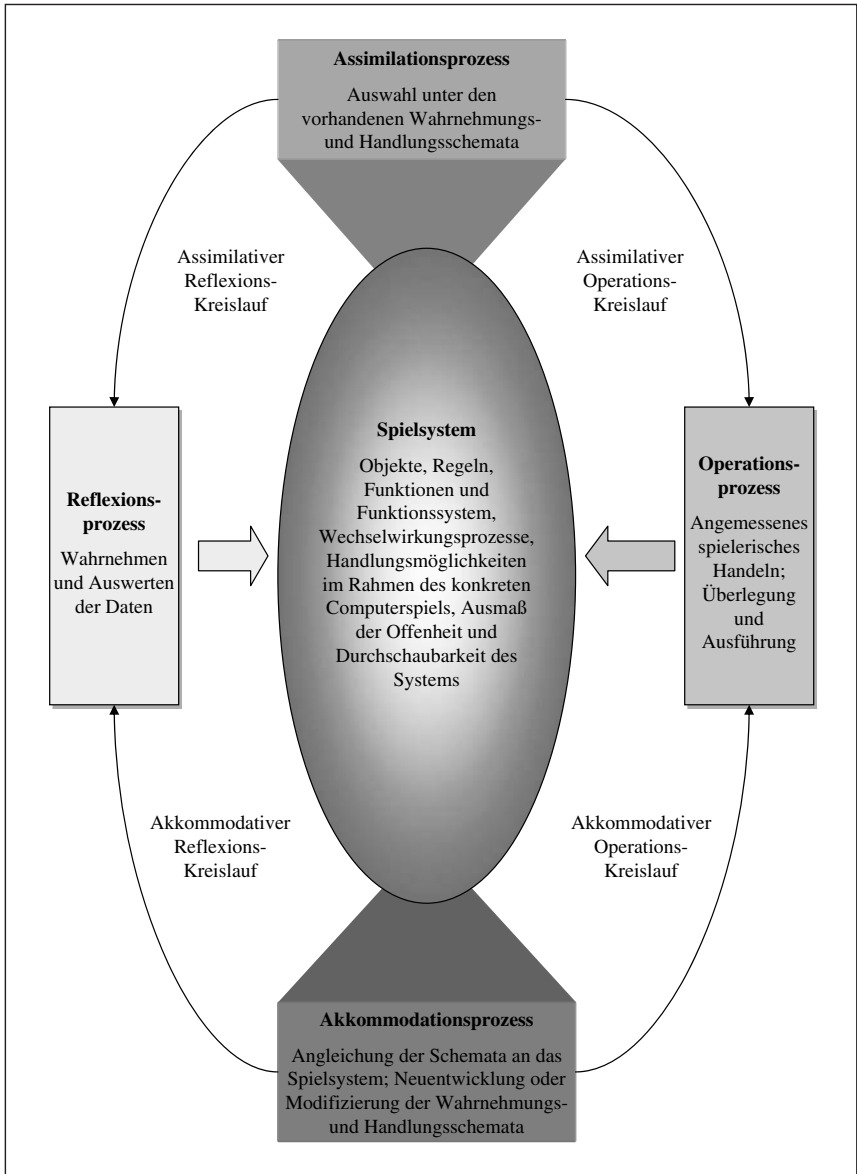 Assimilationsprozess
Auswahl unter den
vorhandenen Wahrnehmungs-
und Handlungsschemata
Assimilativer
Reflexions-
Kreislauf
Assimilativer
Operations-
Kreislauf
Reflexions-
prozess
Wahrnehmen
und Auswerten
der Daten
Spielsystem
Objekte, Regeln,
Funktionen und
Funktionssystem,
Wechselwirkungsprozesse,
Handlungsmöglichkeiten
im Rahmen des konkreten
Computerspiels, Ausmaß
der Offenheit und
Durchschaubarkeit des
Systems
Operations-
prozess
Angemessenes
spielerisches
Handeln;
Überlegung
und
Ausführung
Akkommodativer
Reflexions-
Kreislauf
Akkommodativer
Operations-
Kreislauf
Akkommodationsprozess
Angleichung der Schemata an das
Spielsystem; Neuentwicklung oder
Modifizierung der Wahrnehmungs-
und Handlungsschemata